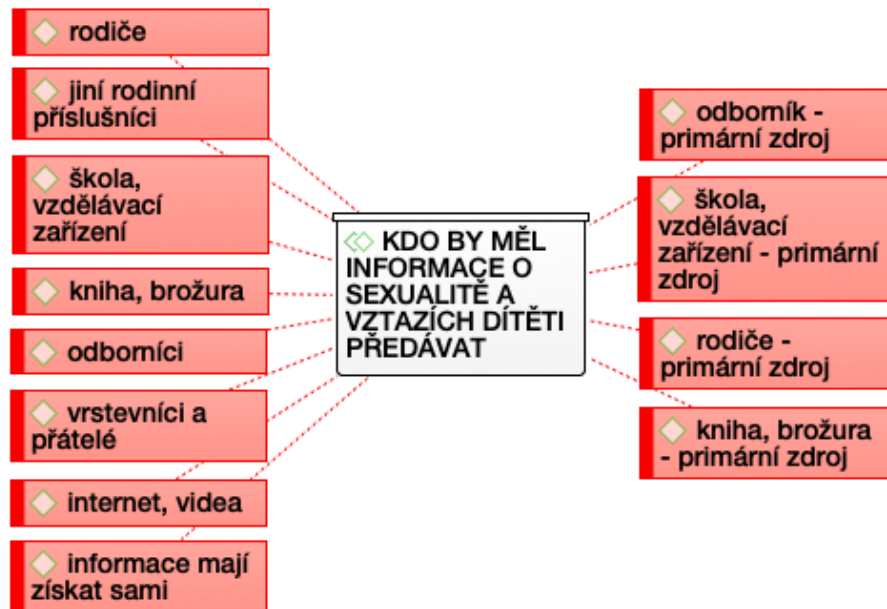 rodiče
jiní rodinní
příslušníci
škola,
vzdělávací
zařízení
kniha, brožura
odborníci
vrstevníci a
přátelé
internet, videa
informace mají
získat sami
KDO BY MĚL
INFORMACE O
SEXUALITĚ A
VZTAZÍCH DÍTĚTI
PŘEDÁVAT
odborník -
primární zdroj
škola,
vzdělávací
zařízení - primární
zdroj
rodiče -
primární zdroj
kniha, brožura
- primární zdroj